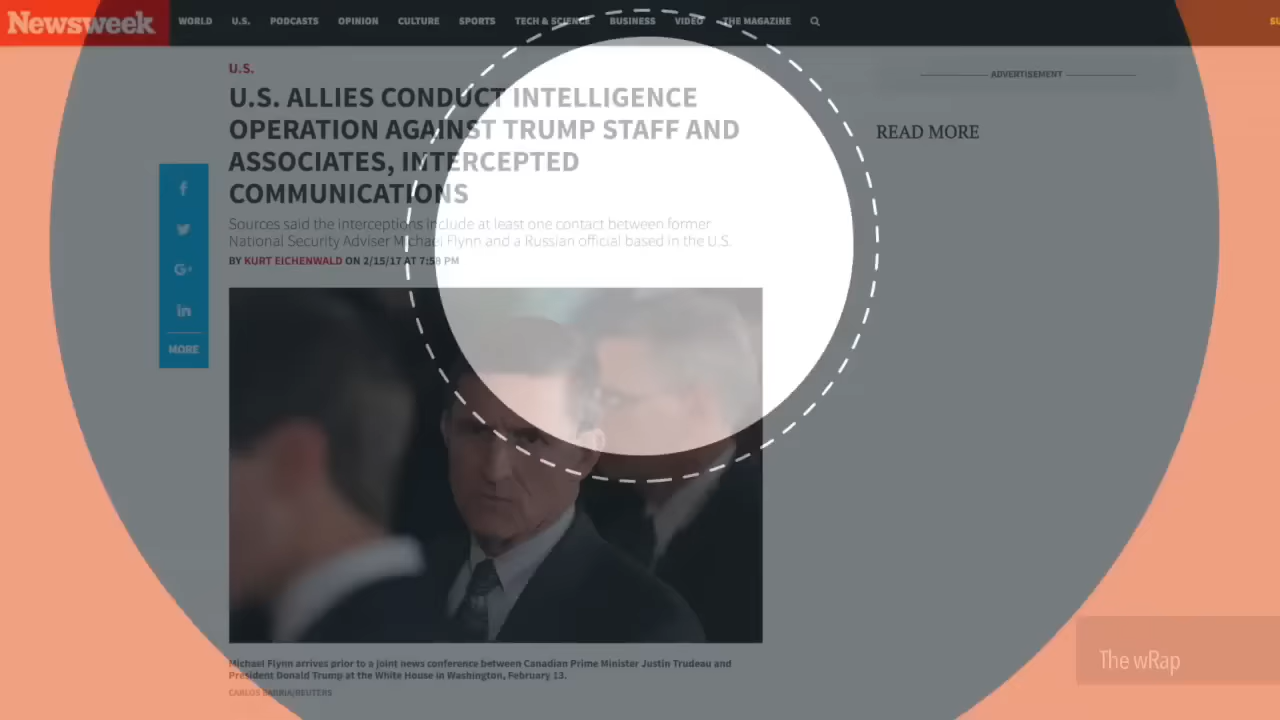 Newsweek
WORLD U.S. PODCASTS OPINION CULTURE SPORTS TECH & SCIENCE BUSINESS VIDEO THE MAGAZINE
SU
ADVERTISEMENT
U.S.
U.S. ALLIES CONDUCT INTELLIGENCE
OPERATION AGAINST TRUMP STAFF AND
ASSOCIATES, INTERCEPTED
COMMUNICATIONS
READ MORE
Sources said the interceptions include at least one contact between former
National Security Adviser Michael Flynn and a Russian official based in the U.S.
BY KURT EICHENWALD ON 2/15/17 AT 7:58 PM
MORE
Michael Flynn arrives prior to a joint news conference between Canadian Prime Minister Justin Trudeau and
President Donald Trump at the White House in Washington, February 13.
CARLOS BARRIA/REUTERS
The wRap